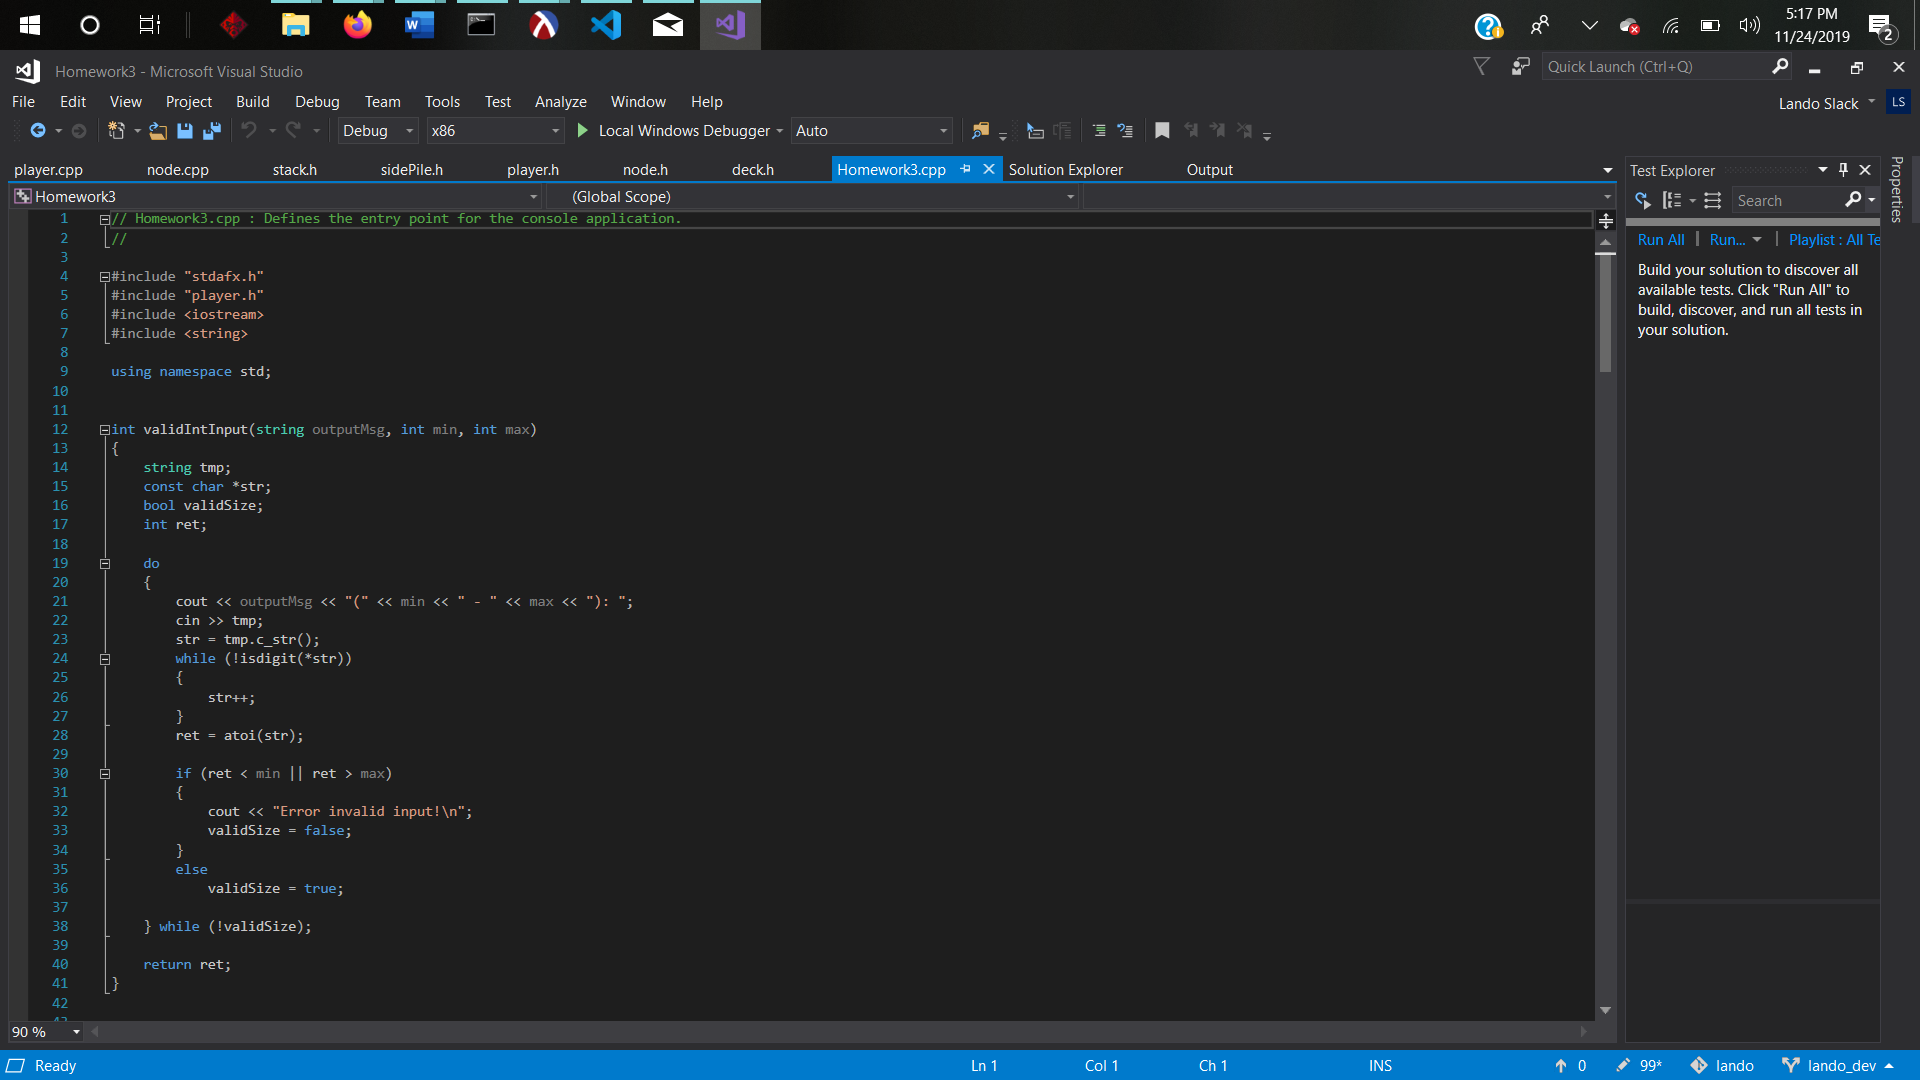 5:17 PM
11/24/2019
2
Homework3 - Microsoft Visual Studio
Quick Launch (Ctrl+Q)
File Edit View Project Build Debug Team Tools Test Analyze Window Help
Lando Slack LS
Debug x86 Local Windows Debugger Auto
player.cpp node.cpp stack.h sidePile.h player.h node.h deck.h Homework3.cpp Solution Explorer Output
Homework3 (Global Scope)
1 // Homework3.cpp : Defines the entry point for the console application.
2 //
3
4 #include "stdafx.h"
5 #include "player.h"
6 #include <iostream>
7 #include <string>
8
9 using namespace std;
10
11
12 int validIntInput(string outputMsg, int min, int max)
13 {
14 string tmp;
15 const char *str;
16 bool validSize;
17 int ret;
18
19 do
20 {
21 cout << outputMsg << "(" << min << " - " << max << "): ";
22 cin >> tmp;
23 str = tmp.c_str();
24 while (!isdigit(*str))
25 {
26 str++;
27 }
28 ret = atoi(str);
29
30 if (ret < min || ret > max)
31 {
32 cout << "Error invalid input!\n";
33 validSize = false;
34 }
35 else
36 validSize = true;
37
38 } while (!validSize);
39
40 return ret;
41 }
42
90 %
Test Explorer
Search
Run All | Run... | Playlist : All Te
Build your solution to discover all
available tests. Click "Run All" to
build, discover, and run all tests in
your solution.
Properties
Ready Ln 1 Col 1 Ch 1 INS 0 99* lando lando_dev